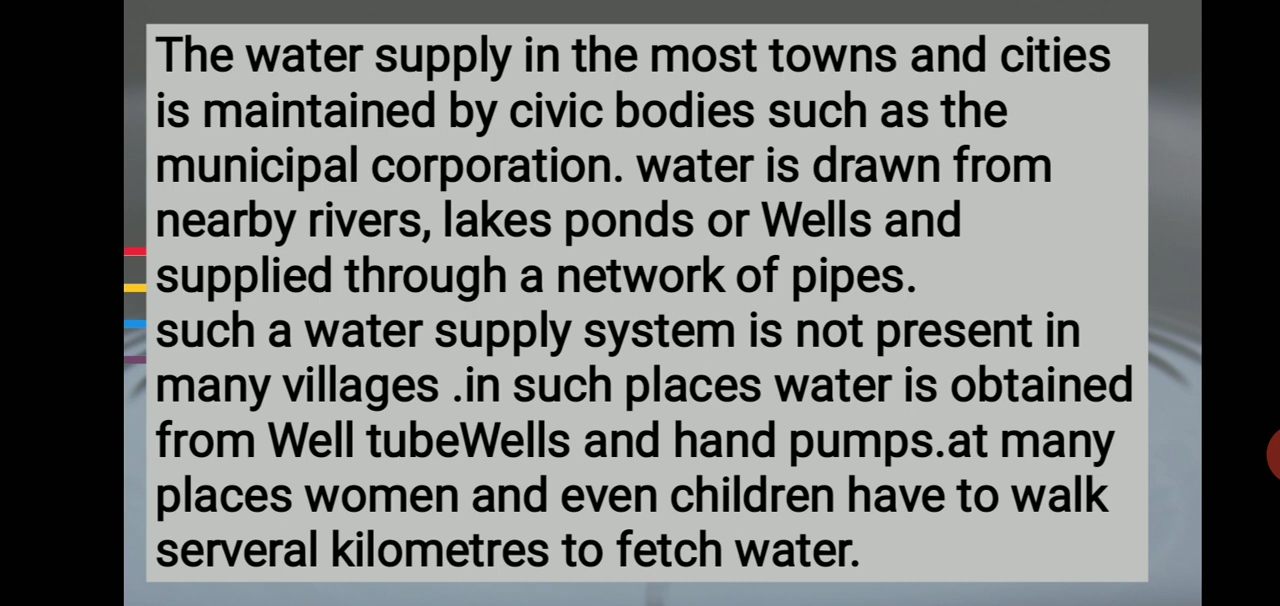 The water supply in the most towns and cities
is maintained by civic bodies such as the
municipal corporation. water is drawn from
nearby rivers, lakes ponds or Wells and
supplied through a network of pipes.
such a water supply system is not present in
many villages .in such places water is obtained
from Well tubeWells and hand pumps.at many
places women and even children have to walk
serveral kilometres to fetch water.